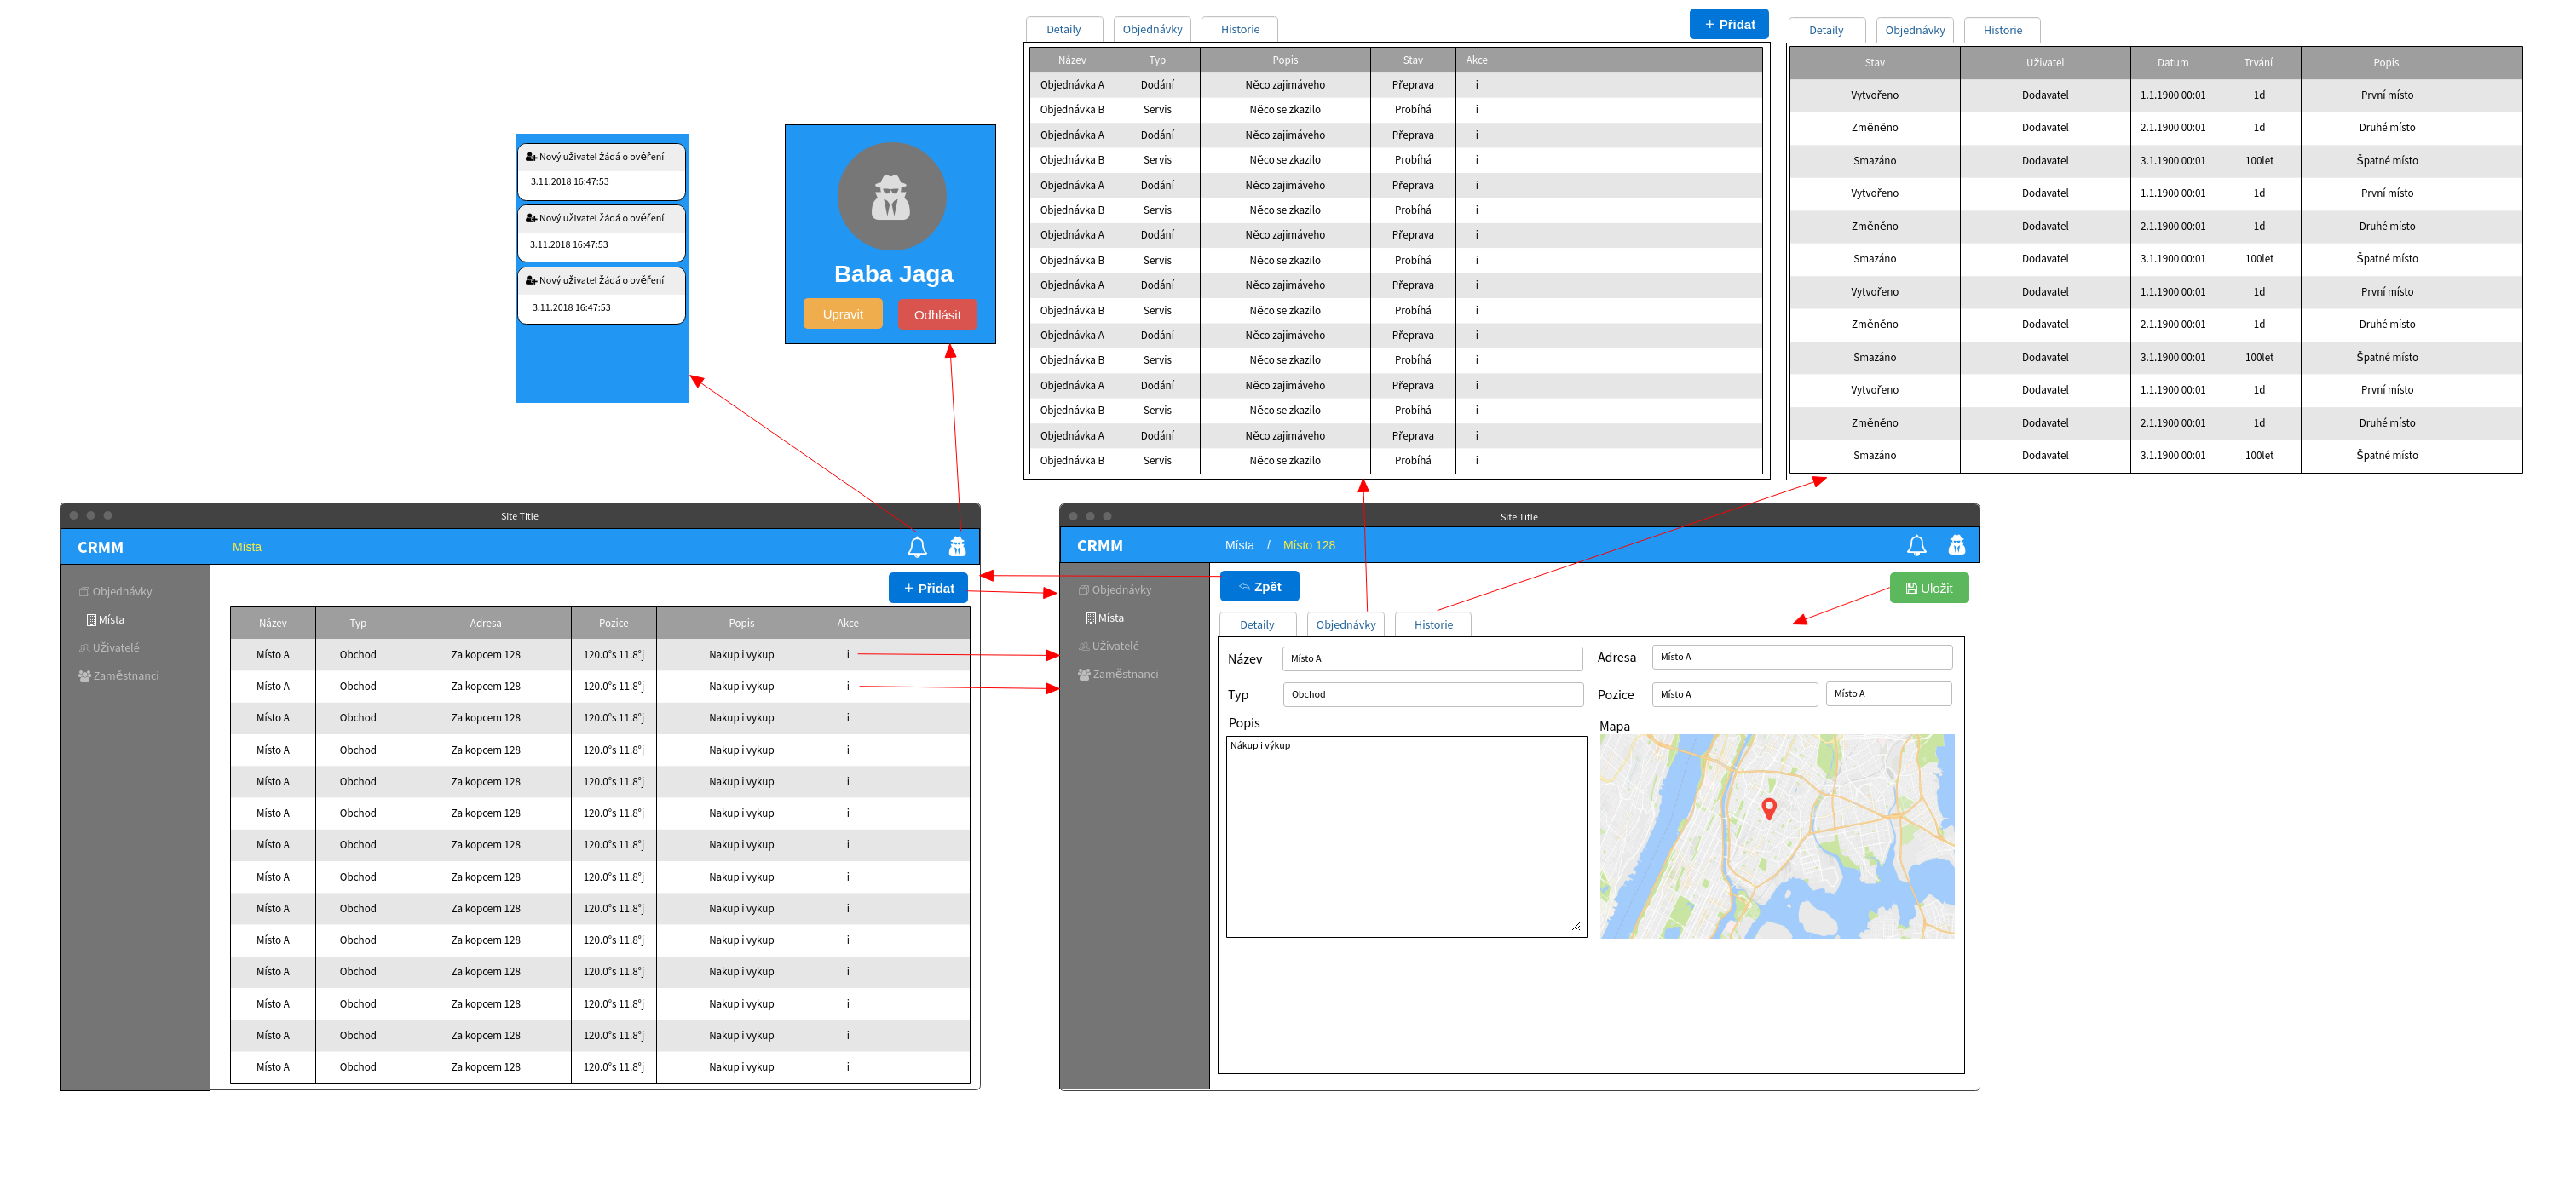 Detaily Objednávky Historie + Přidat
Název Typ Popis Stav Akce
Objednávka A Dodání Něco zajimáveho Přeprava i
Objednávka B Servis Něco se zkazilo Probíhá i
Objednávka A Dodání Něco zajimáveho Přeprava i
Objednávka B Servis Něco se zkazilo Probíhá i
Objednávka A Dodání Něco zajimáveho Přeprava i
Objednávka B Servis Něco se zkazilo Probíhá i
Objednávka A Dodání Něco zajimáveho Přeprava i
Objednávka B Servis Něco se zkazilo Probíhá i
Objednávka A Dodání Něco zajimáveho Přeprava i
Objednávka B Servis Něco se zkazilo Probíhá i
Objednávka A Dodání Něco zajimáveho Přeprava i
Objednávka B Servis Něco se zkazilo Probíhá i
Objednávka A Dodání Něco zajimáveho Přeprava i
Objednávka B Servis Něco se zkazilo Probíhá i
Objednávka A Dodání Něco zajimáveho Přeprava i
Objednávka B Servis Něco se zkazilo Probíhá i
Detaily Objednávky Historie
Stav Uživatel Datum Trvání Popis
Vytvořeno Dodavatel 1.1.1900 00:01 1d První místo
Změněno Dodavatel 2.1.1900 00:01 1d Druhé místo
Smazáno Dodavatel 3.1.1900 00:01 100let Špatné místo
Vytvořeno Dodavatel 1.1.1900 00:01 1d První místo
Změněno Dodavatel 2.1.1900 00:01 1d Druhé místo
Smazáno Dodavatel 3.1.1900 00:01 100let Špatné místo
Vytvořeno Dodavatel 1.1.1900 00:01 1d První místo
Změněno Dodavatel 2.1.1900 00:01 1d Druhé místo
Smazáno Dodavatel 3.1.1900 00:01 100let Špatné místo
Vytvořeno Dodavatel 1.1.1900 00:01 1d První místo
Změněno Dodavatel 2.1.1900 00:01 1d Druhé místo
Smazáno Dodavatel 3.1.1900 00:01 100let Špatné místo
Nový uživatel žádá o ověření
3.11.2018 16:47:53
Nový uživatel žádá o ověření
3.11.2018 16:47:53
Nový uživatel žádá o ověření
3.11.2018 16:47:53
Baba Jaga
Upravit Odhlásit
Site Title
CRMM Místa
Objednávky
Místa
Uživatelé
Zaměstnanci
+ Přidat
Název Typ Adresa Pozice Popis Akce
Místo A Obchod Za kopcem 128 120.0°s 11.8°j Nakup i vykup i
Místo A Obchod Za kopcem 128 120.0°s 11.8°j Nakup i vykup i
Místo A Obchod Za kopcem 128 120.0°s 11.8°j Nakup i vykup i
Místo A Obchod Za kopcem 128 120.0°s 11.8°j Nakup i vykup i
Místo A Obchod Za kopcem 128 120.0°s 11.8°j Nakup i vykup i
Místo A Obchod Za kopcem 128 120.0°s 11.8°j Nakup i vykup i
Místo A Obchod Za kopcem 128 120.0°s 11.8°j Nakup i vykup i
Místo A Obchod Za kopcem 128 120.0°s 11.8°j Nakup i vykup i
Místo A Obchod Za kopcem 128 120.0°s 11.8°j Nakup i vykup i
Místo A Obchod Za kopcem 128 120.0°s 11.8°j Nakup i vykup i
Místo A Obchod Za kopcem 128 120.0°s 11.8°j Nakup i vykup i
Místo A Obchod Za kopcem 128 120.0°s 11.8°j Nakup i vykup i
Místo A Obchod Za kopcem 128 120.0°s 11.8°j Nakup i vykup i
Místo A Obchod Za kopcem 128 120.0°s 11.8°j Nakup i vykup i
Site Title
CRMM Místa / Místo 128
Objednávky
Místa
Uživatelé
Zaměstnanci
Zpět Uložit
Detaily Objednávky Historie
Název Místo A Adresa Místo A
Typ Obchod Pozice Místo A Místo A
Popis Mapa
Nákup i výkup